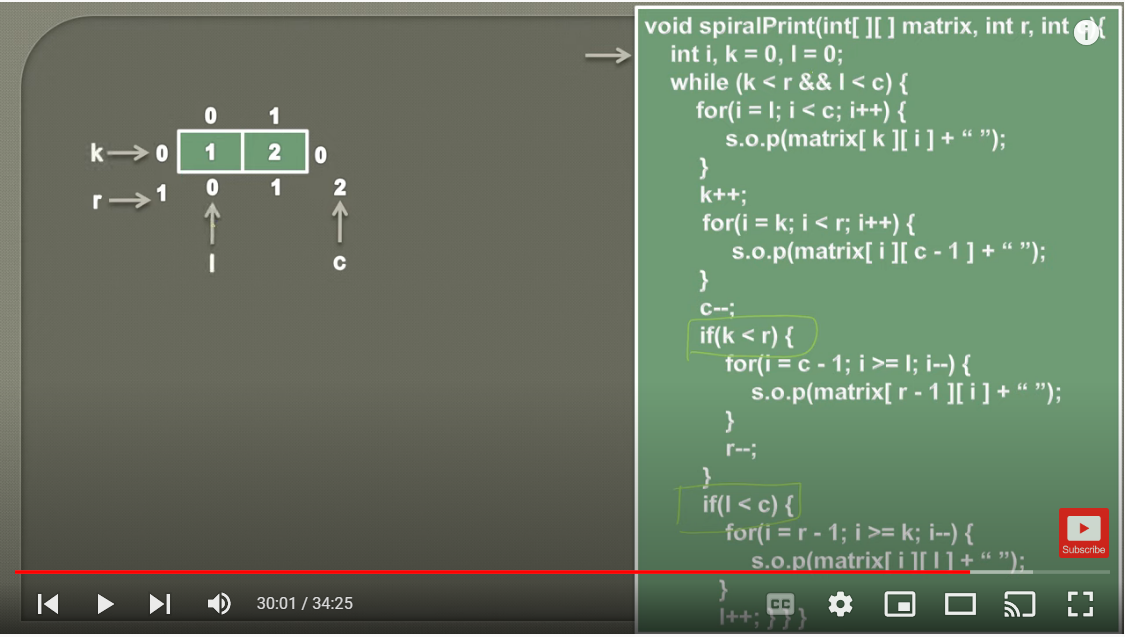 void spiralPrint(int[ ][ ] matrix, int r, int {
int i, k = 0, l = 0;
while (k < r && l < c) {
for(i = l; i < c; i++) {
s.o.p(matrix[ k ][ i ] + “ ”);
}
k++;
for(i = k; i < r; i++) {
s.o.p(matrix[ i ][ c - 1 ] + “ ”);
}
c--;
if(k < r) {
for(i = c - 1; i >= l; i--) {
s.o.p(matrix[ r - 1 ][ i ] + “ ”);
}
r--;
}
if(l < c) {
for(i = r - 1; i >= k; i--) {
s.o.p(matrix[ i ][ l ] + “ ”);
}
l++; } } }
0 1
k 0 1 2 0
r 1 0 1 2
l c
Subscribe
30:01 / 34:25
CC
i